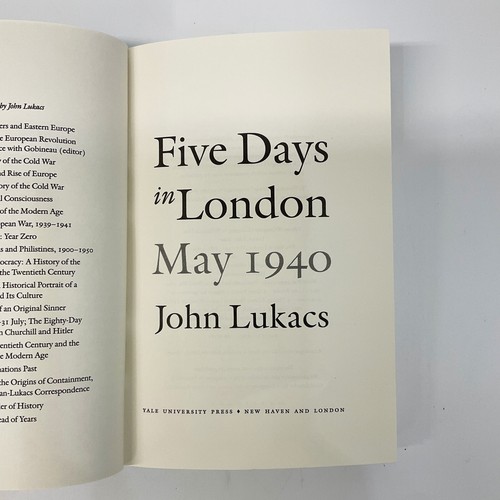 by John Lukacs
ers and Eastern Europe
e European Revolution
ce with Gobineau (editor)
y of the Cold War
nd Rise of Europe
ory of the Cold War
l Consciousness
of the Modern Age
pean War, 1939–1941
: Year Zero
s and Philistines, 1900–1950
ocracy: A History of the
the Twentieth Century
Historical Portrait of a
d Its Culture
of an Original Sinner
–31 July; The Eighty-Day
n Churchill and Hitler
entieth Century and the
e Modern Age
nations Past
the Origins of Containment,
an-Lukacs Correspondence
er of History
ead of Years
Five Days
in London
May 1940
John Lukacs
YALE UNIVERSITY PRESS ♦ NEW HAVEN AND LONDON